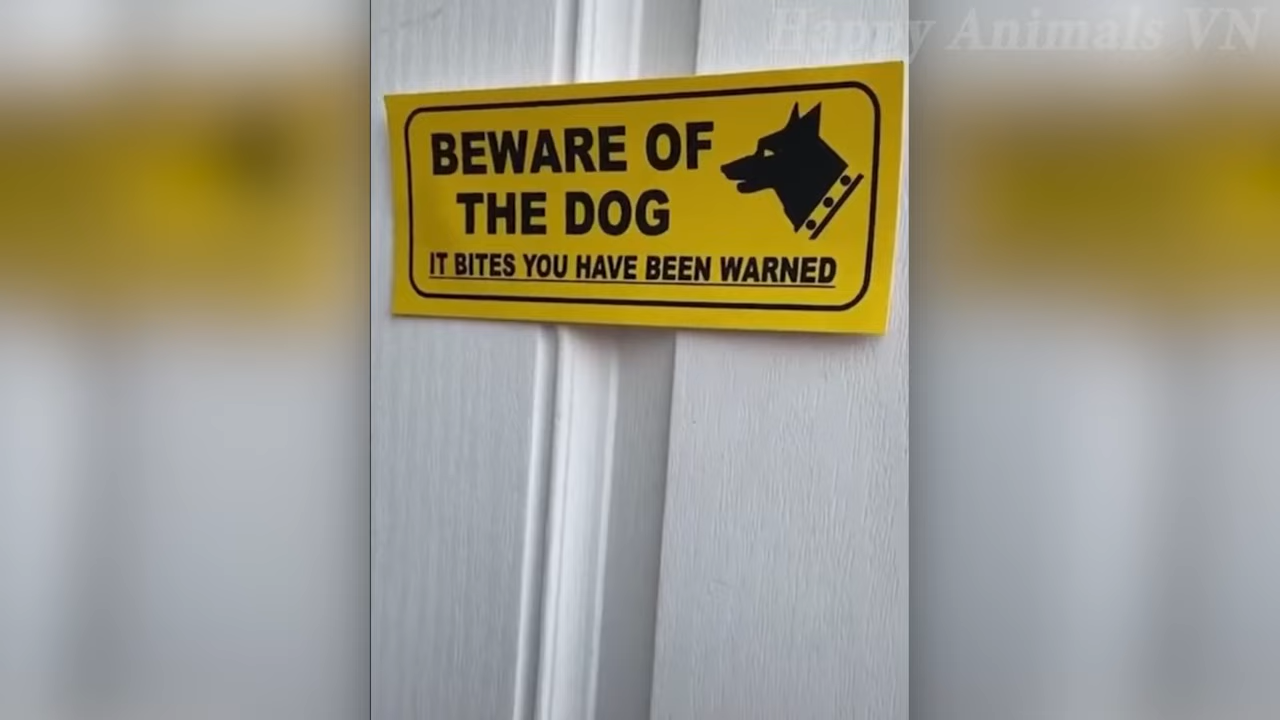 Happy Animals VN
BEWARE OF
THE DOG
IT BITES YOU HAVE BEEN WARNED